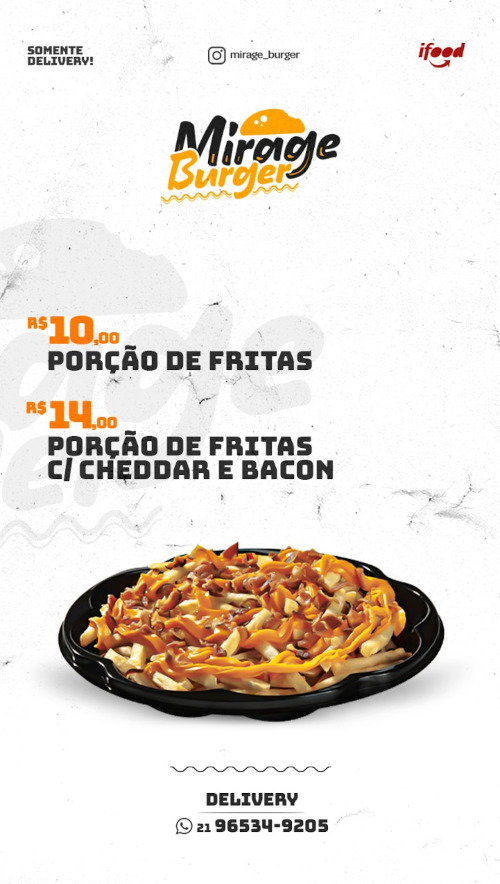 SOMENTE
DELIVERY!
mirage_burger
ifood
Mirage
Burger
R$10,00
PORÇÃO DE FRITAS
R$14,00
PORÇÃO DE FRITAS
C/ CHEDDAR E BACON
DELIVERY
21 96534-9205